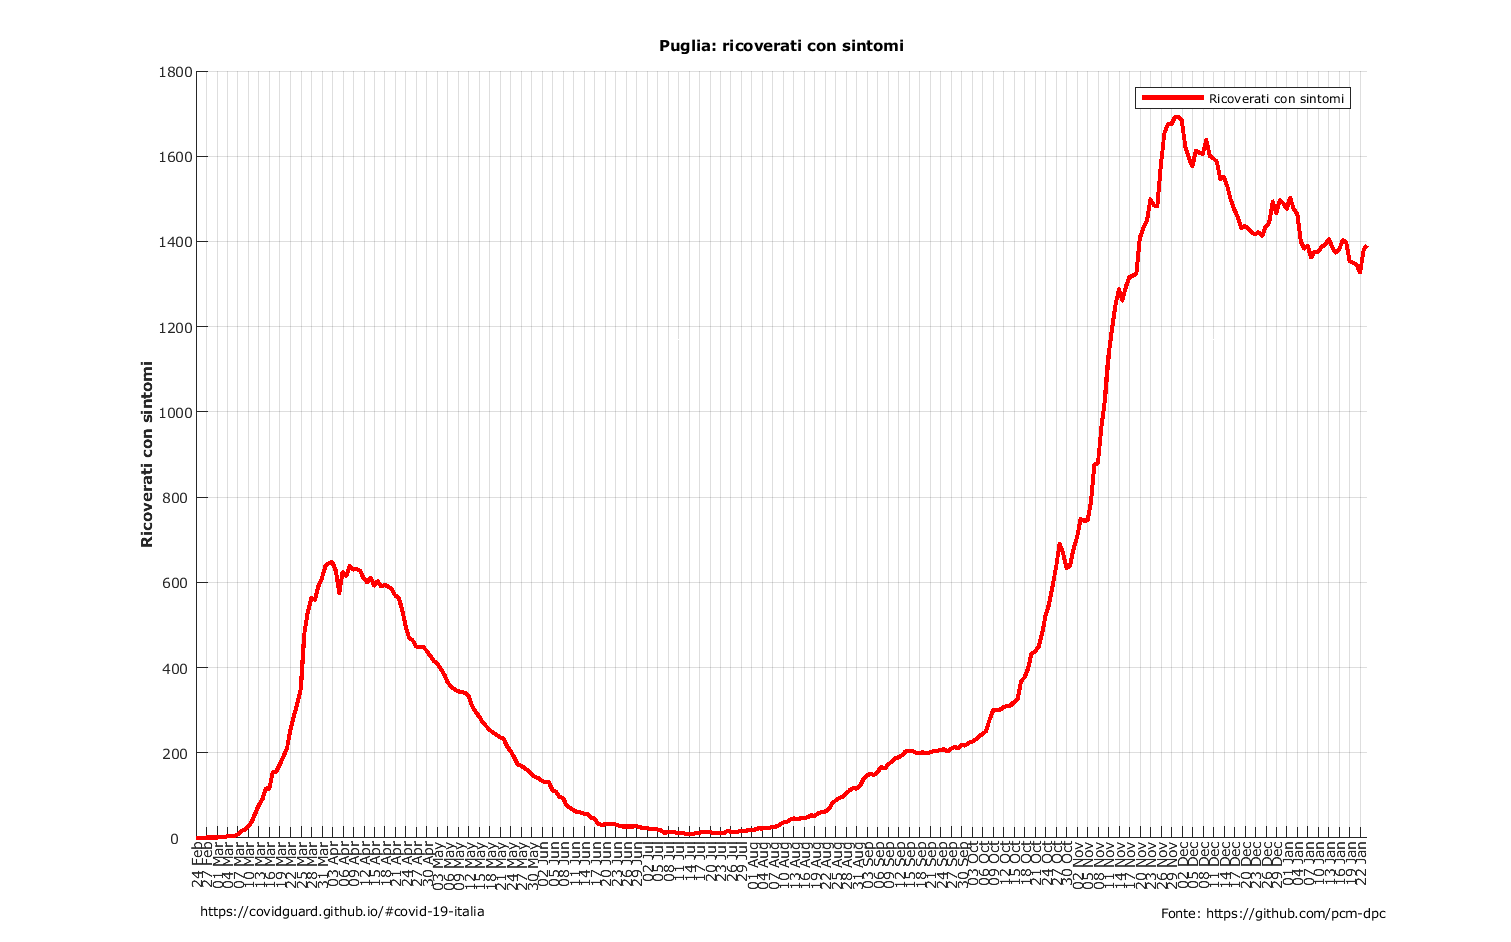 Puglia: ricoverati con sintomi
Ricoverati con sintomi
Ricoverati con sintomi
1800
1600
1400
1200
1000
800
600
400
200
0
24 Feb
27 Feb
01 Mar
04 Mar
07 Mar
10 Mar
13 Mar
16 Mar
19 Mar
22 Mar
25 Mar
28 Mar
31 Mar
03 Apr
06 Apr
09 Apr
12 Apr
15 Apr
18 Apr
21 Apr
24 Apr
27 Apr
30 Apr
03 May
06 May
09 May
12 May
15 May
18 May
21 May
24 May
27 May
30 May
02 Jun
05 Jun
08 Jun
11 Jun
14 Jun
17 Jun
20 Jun
23 Jun
26 Jun
29 Jun
02 Jul
05 Jul
08 Jul
11 Jul
14 Jul
17 Jul
20 Jul
23 Jul
26 Jul
29 Jul
01 Aug
04 Aug
07 Aug
10 Aug
13 Aug
16 Aug
19 Aug
22 Aug
25 Aug
28 Aug
31 Aug
03 Sep
06 Sep
09 Sep
12 Sep
15 Sep
18 Sep
21 Sep
24 Sep
27 Sep
30 Sep
03 Oct
06 Oct
09 Oct
12 Oct
15 Oct
18 Oct
21 Oct
24 Oct
27 Oct
30 Oct
02 Nov
05 Nov
08 Nov
11 Nov
14 Nov
17 Nov
20 Nov
23 Nov
26 Nov
29 Nov
02 Dec
05 Dec
08 Dec
11 Dec
14 Dec
17 Dec
20 Dec
23 Dec
26 Dec
29 Dec
01 Jan
04 Jan
07 Jan
10 Jan
13 Jan
16 Jan
19 Jan
22 Jan
https://covidguard.github.io/#covid-19-italia
Fonte: https://github.com/pcm-dpc